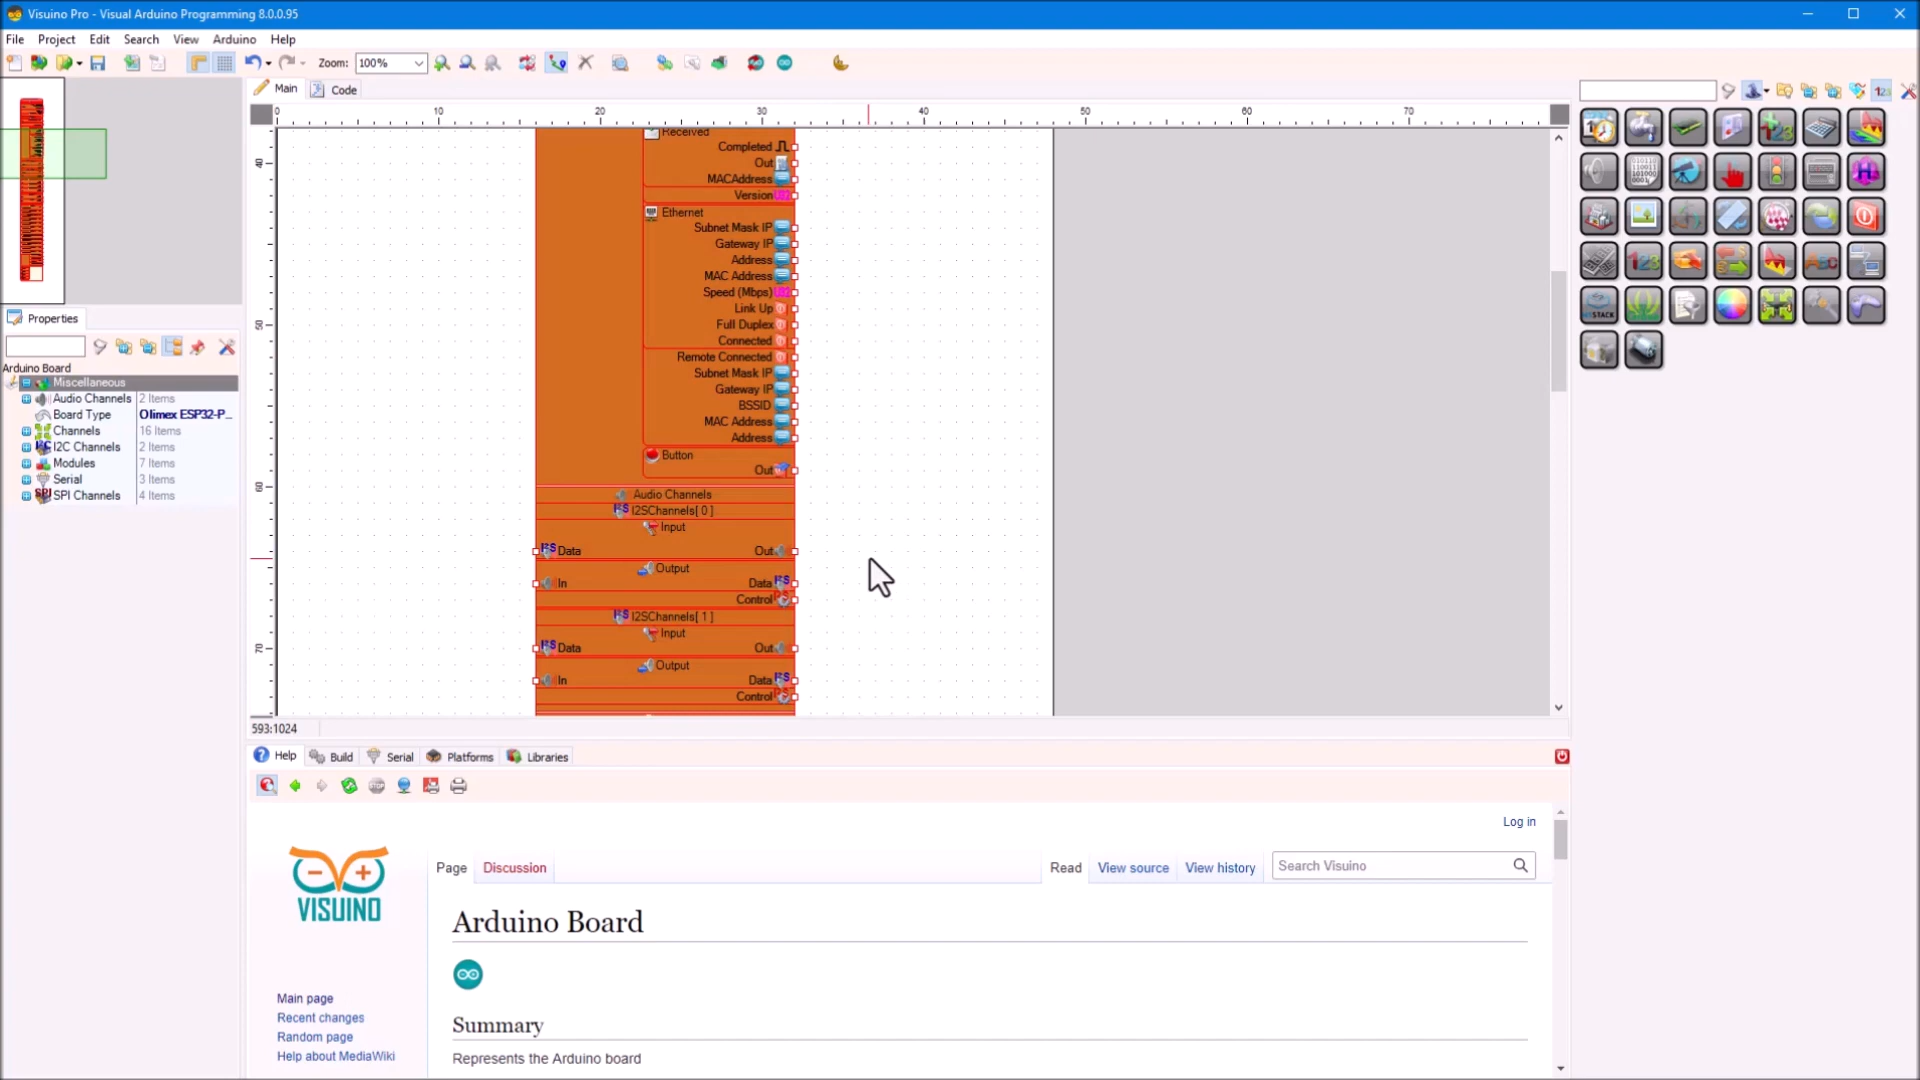 Visuino Pro - Visual Arduino Programming 8.0.0.95
File Project Edit Search View Arduino Help
Zoom: 100%
Main Code
0 10 20 30 40 50 60 70
40
50
60
70
Received
Completed
Out
MACAddress
Version U32
Ethernet
Subnet Mask IP
Gateway IP
Address
MAC Address
Speed (Mbps) U32
Link Up
Full Duplex
Connected
Remote Connected
Subnet Mask IP
Gateway IP
BSSID
MAC Address
Address
Button
Out
Audio Channels
I2SChannels[ 0 ]
Input
Data Out
Output
In Data
Control
I2SChannels[ 1 ]
Input
Data Out
Output
In Data
Control
593:1024
Properties
Arduino Board
Miscellaneous
Audio Channels 2 Items
Board Type Olimex ESP32-P...
Channels 16 Items
I2C Channels 2 Items
Modules 7 Items
Serial 3 Items
SPI Channels 4 Items
Help Build Serial Platforms Libraries
Log in
VISUINO
Page Discussion Read View source View history Search Visuino
Arduino Board
Summary
Represents the Arduino board
Main page
Recent changes
Random page
Help about MediaWiki